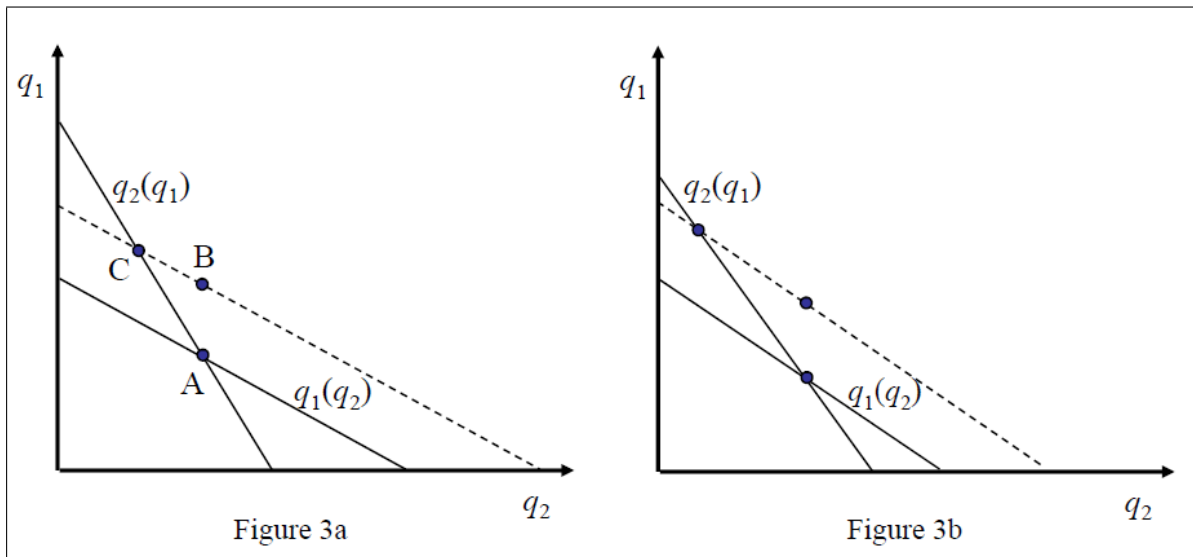 q₁
q₂(q₁)
B
C
A
q₁(q₂)
q₂
Figure 3a
q₁
q₂(q₁)
q₁(q₂)
q₂
Figure 3b